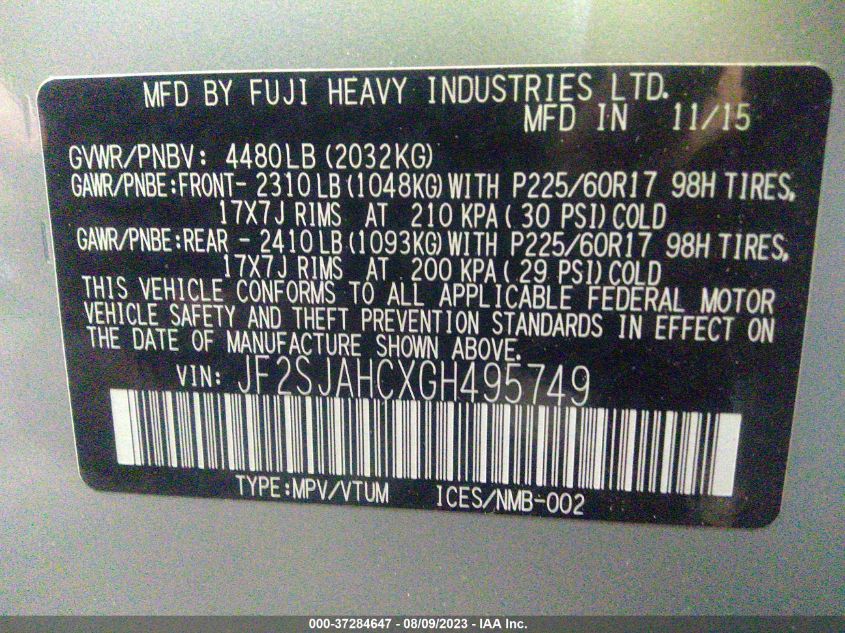 MFD BY FUJI HEAVY INDUSTRIES LTD.
MFD IN 11/15
GVWR/PNBV: 4480LB (2032KG)
GAWR/PNBE:FRONT- 2310LB (1048KG) WITH P225/60R17 98H TIRES,
17X7J RIMS AT 210 KPA (30 PSI) COLD
GAWR/PNBE:REAR - 2410LB (1093KG) WITH P225/60R17 98H TIRES,
17X7J RIMS AT 200 KPA (29 PSI) COLD
THIS VEHICLE CONFORMS TO ALL APPLICABLE FEDERAL MOTOR
VEHICLE SAFETY AND THEFT PREVENTION STANDARDS IN EFFECT ON
THE DATE OF MANUFACTURE SHOWN ABOVE.
VIN: JF2SJAHCXGH495749
TYPE:MPV/VTUM ICES/NMB-002
000-37284647 - 08/09/2023 - IAA Inc.